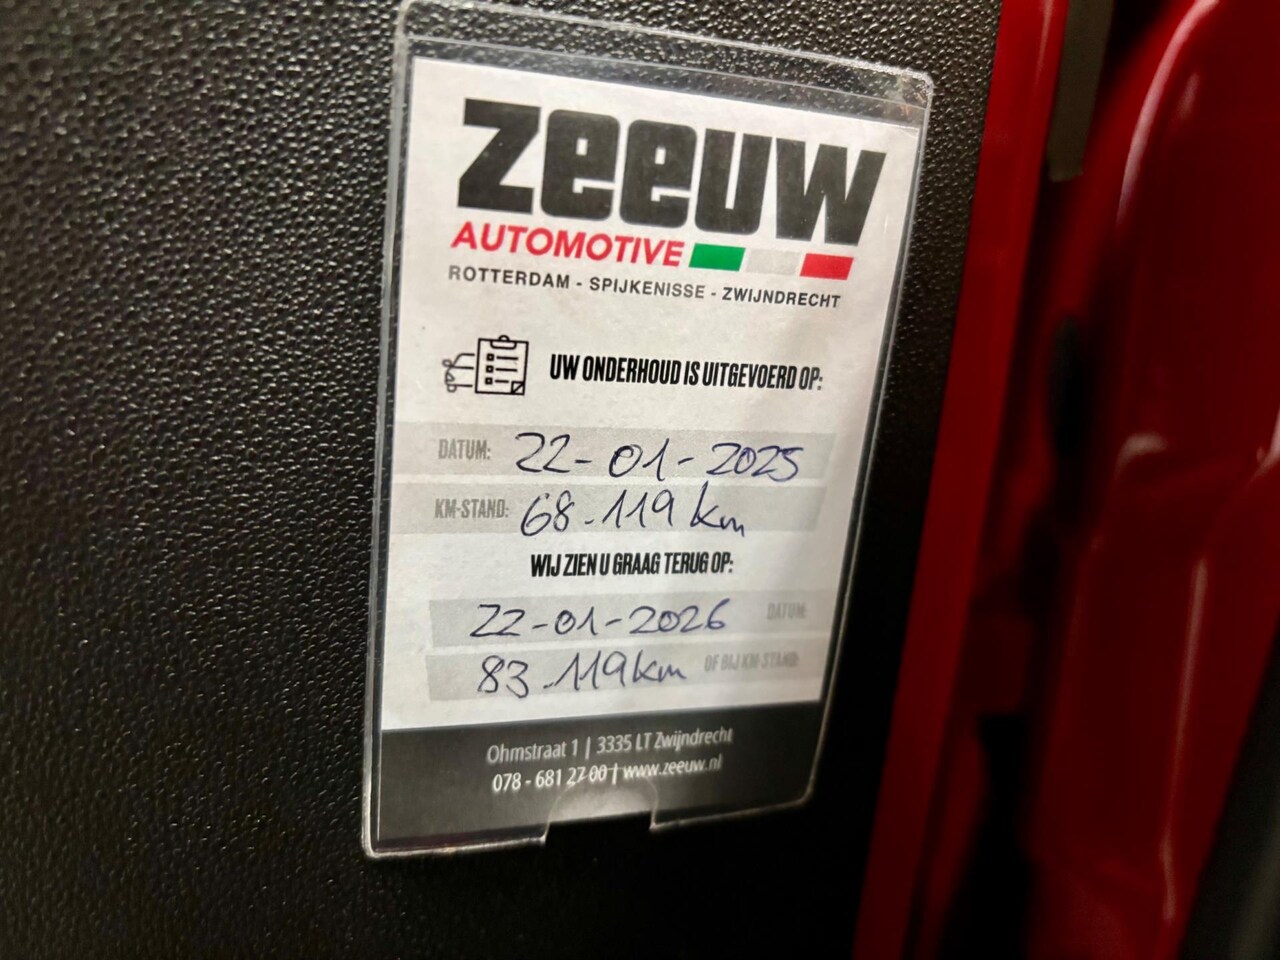 zeeuw
AUTOMOTIVE
ROTTERDAM - SPIJKENISSE - ZWIJNDRECHT
UW ONDERHOUD IS UITGEVOERD OP:
DATUM: 22-01-2025
KM-STAND: 68.119 km
WIJ ZIEN U GRAAG TERUG OP:
22-01-2026 DATUM:
83.119 km OF BIJ KM-STAND:
Ohmstraat 1 | 3335 LT Zwijndrecht
078 - 681 27 00 | www.zeeuw.nl